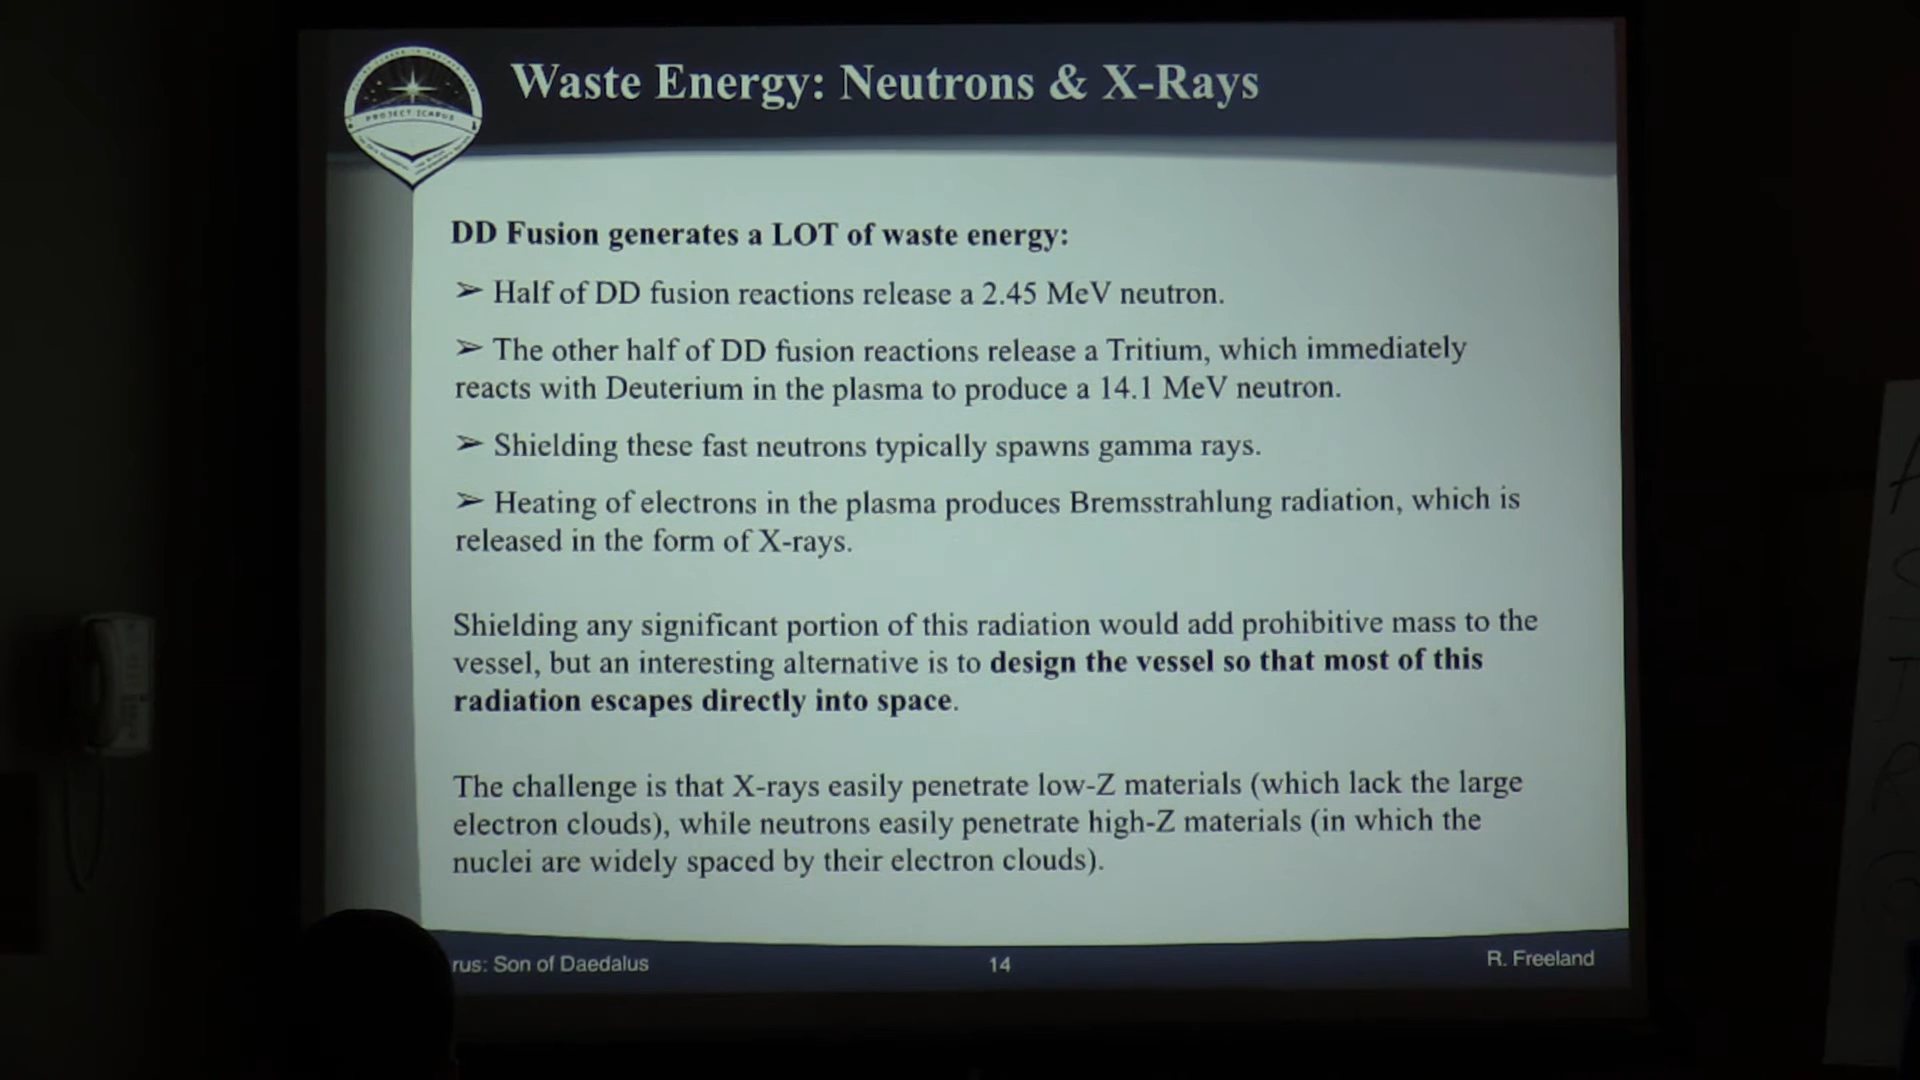 Waste Energy: Neutrons & X-Rays
PROJECT ICARUS
DD Fusion generates a LOT of waste energy:
➢ Half of DD fusion reactions release a 2.45 MeV neutron.
➢ The other half of DD fusion reactions release a Tritium, which immediately
reacts with Deuterium in the plasma to produce a 14.1 MeV neutron.
➢ Shielding these fast neutrons typically spawns gamma rays.
➢ Heating of electrons in the plasma produces Bremsstrahlung radiation, which is
released in the form of X-rays.
Shielding any significant portion of this radiation would add prohibitive mass to the
vessel, but an interesting alternative is to design the vessel so that most of this
radiation escapes directly into space.
The challenge is that X-rays easily penetrate low-Z materials (which lack the large
electron clouds), while neutrons easily penetrate high-Z materials (in which the
nuclei are widely spaced by their electron clouds).
rus: Son of Daedalus
14
R. Freeland